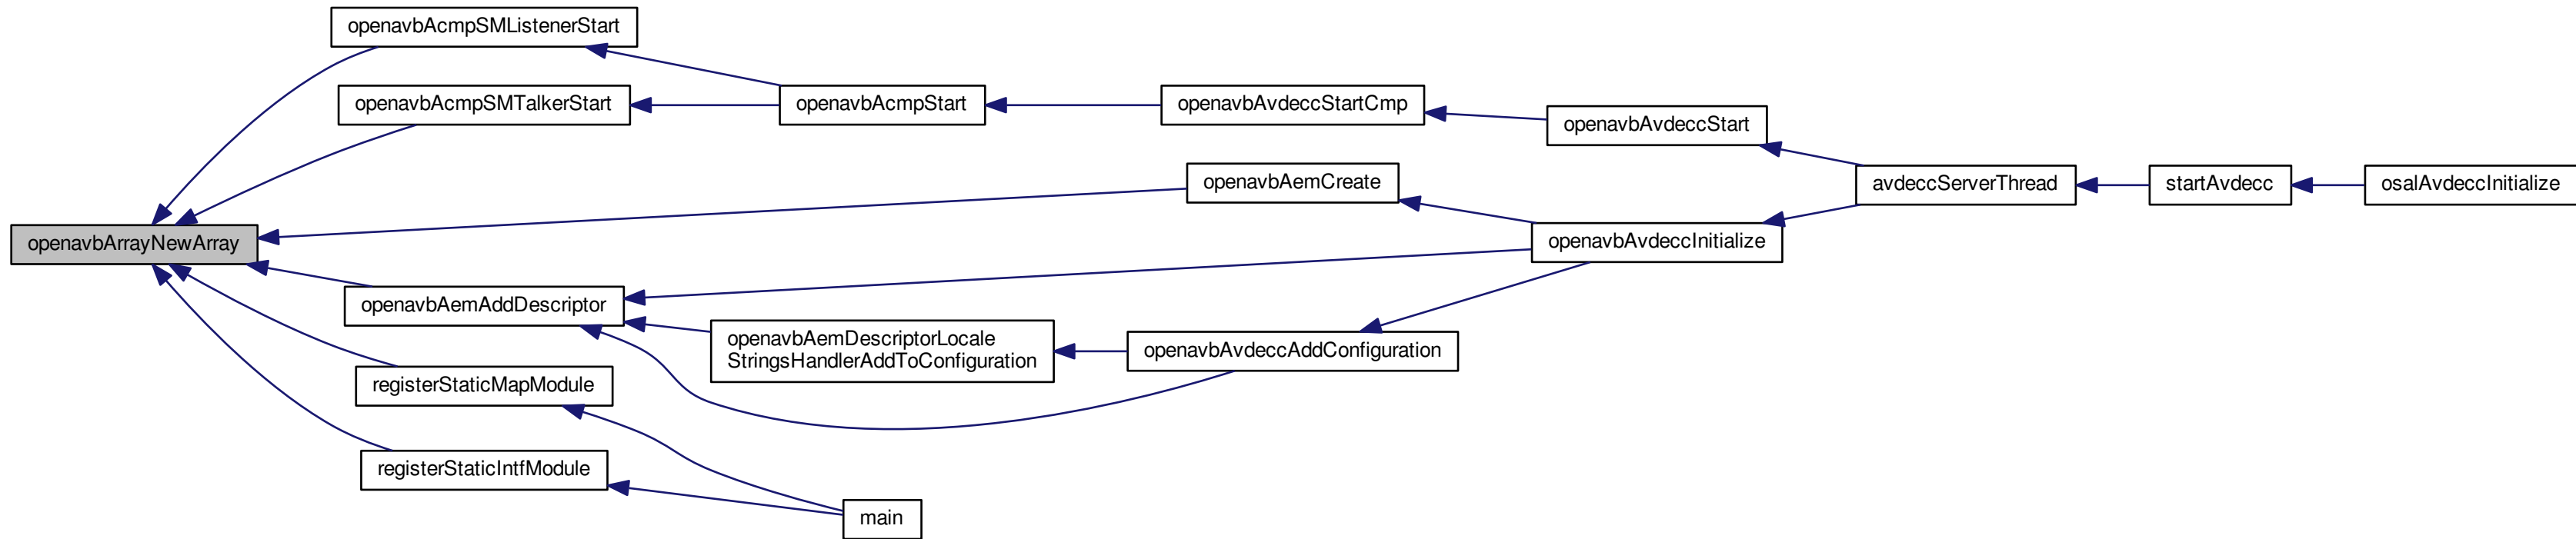 openavbAcmpSMListenerStart
openavbAcmpSMTalkerStart
openavbAcmpStart
openavbAvdeccStartCmp
openavbAvdeccStart
openavbAemCreate
avdeccServerThread
startAvdecc
osalAvdeccInitialize
openavbArrayNewArray
openavbAvdeccInitialize
openavbAemAddDescriptor
openavbAemDescriptorLocale
StringsHandlerAddToConfiguration
openavbAvdeccAddConfiguration
registerStaticMapModule
registerStaticIntfModule
main